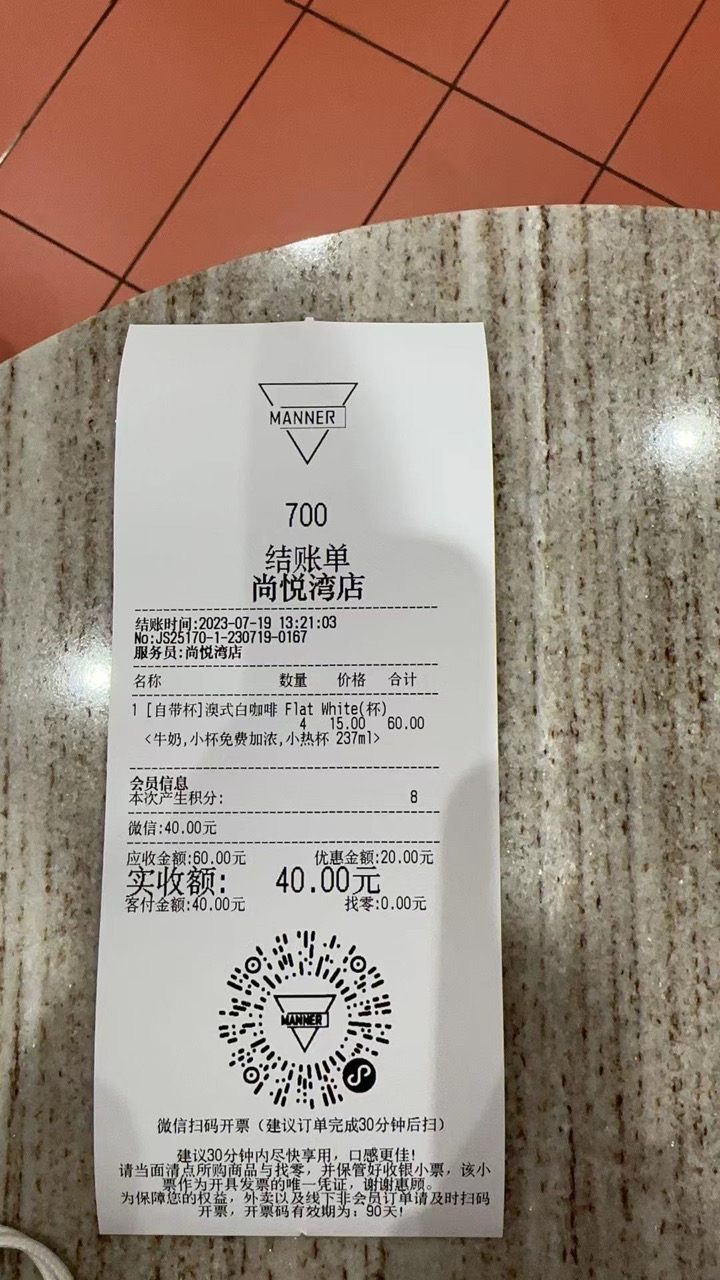 MANNER
700
结账单
尚悦湾店
结账时间:2023-07-19 13:21:03
No:JS25170-1-230719-0167
服务员:尚悦湾店
名称 数量 价格 合计
1 [自带杯]澳式白咖啡 Flat White(杯)
4 15.00 60.00
<牛奶,小杯免费加浓,小热杯 237ml>
会员信息
本次产生积分: 8
微信:40.00元
应收金额:60.00元 优惠金额:20.00元
实收额: 40.00元
客付金额:40.00元 找零:0.00元
MANNER
微信扫码开票（建议订单完成30分钟后扫）
建议30分钟内尽快享用，口感更佳!
请当面清点所购商品与找零，并保管好收银小票，该小
票作为开具发票的唯一凭证，谢谢惠顾。
为保障您的权益，外卖以及线下非会员订单请及时扫码
开票，开票码有效期为：90天!